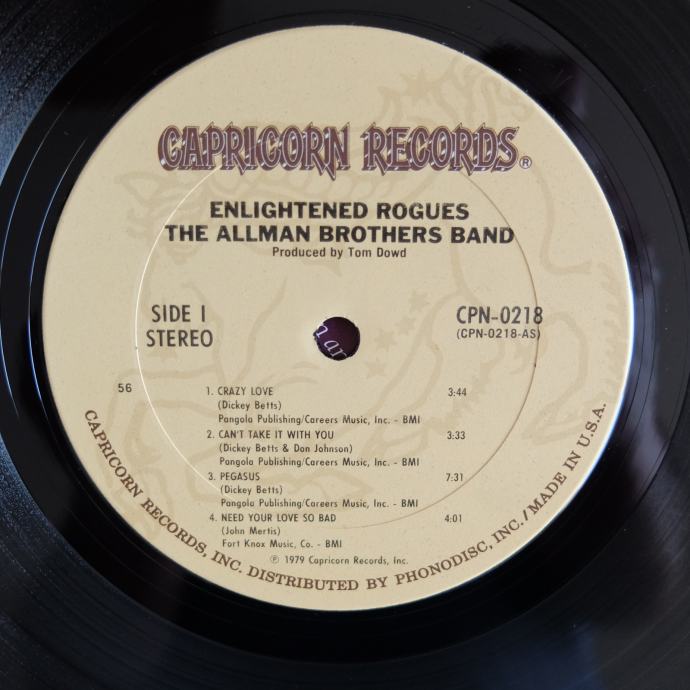 CAPRICORN RECORDS®
ENLIGHTENED ROGUES
THE ALLMAN BROTHERS BAND
Produced by Tom Dowd
SIDE I
STEREO
CPN-0218
(CPN-0218-AS)
n ar
56
1. CRAZY LOVE 3:44
(Dickey Betts)
Pangola Publishing/Careers Music, Inc. - BMI
2. CAN'T TAKE IT WITH YOU 3:33
(Dickey Betts & Don Johnson)
Pangola Publishing/Careers Music, Inc. - BMI
3. PEGASUS 7:31
(Dickey Betts)
Pangola Publishing/Careers Music, Inc. - BMI
4. NEED YOUR LOVE SO BAD 4:01
(John Mertis)
Fort Knox Music, Co. - BMI
℗ 1979 Capricorn Records, Inc.
CAPRICORN RECORDS, INC. DISTRIBUTED BY PHONODISC, INC./MADE IN U.S.A.